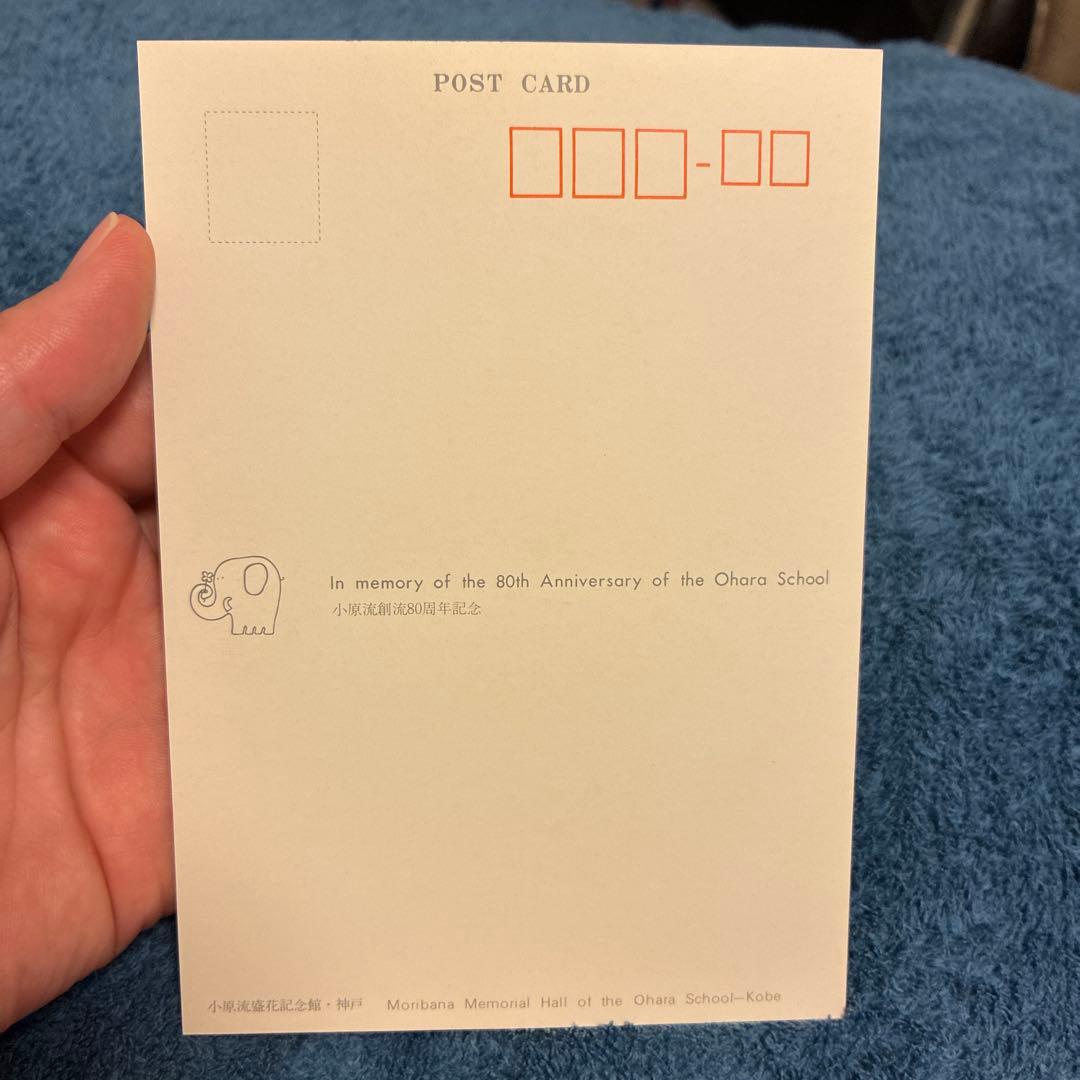 POST CARD
In memory of the 80th Anniversary of the Ohara School
小原流創流80周年記念
小原流盛花記念館・神戸 Moribana Memorial Hall of the Ohara School—Kobe